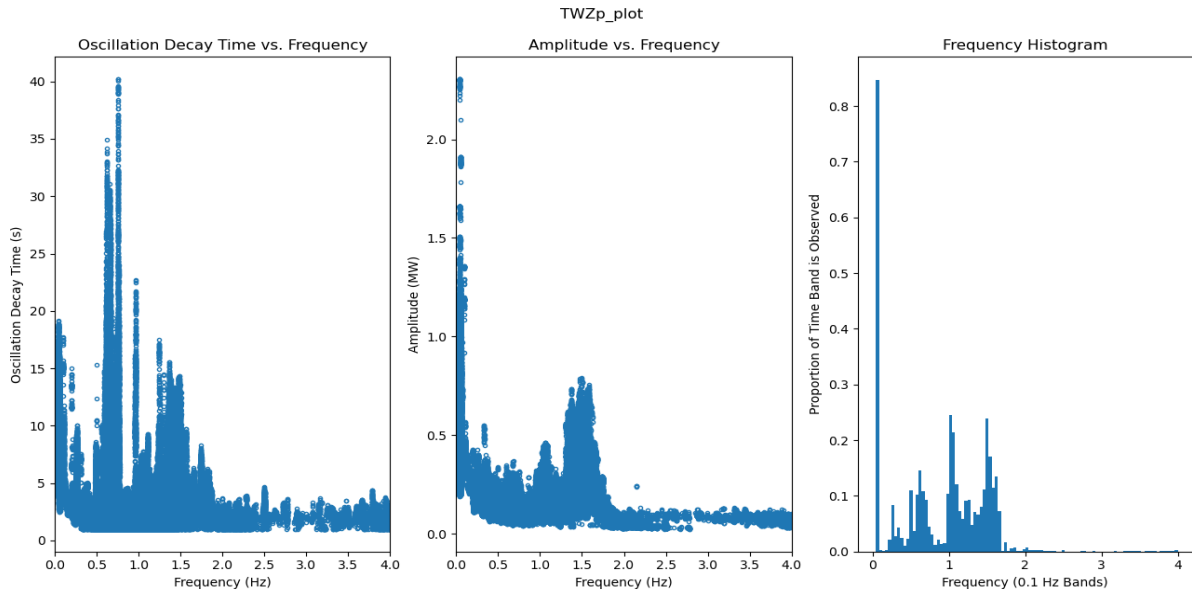 TWZp_plot
Oscillation Decay Time vs. Frequency
Oscillation Decay Time (s)
40
35
30
25
20
15
10
5
0
0.0 0.5 1.0 1.5 2.0 2.5 3.0 3.5 4.0
Frequency (Hz)
Amplitude vs. Frequency
Amplitude (MW)
2.0
1.5
1.0
0.5
0.0
0.0 0.5 1.0 1.5 2.0 2.5 3.0 3.5 4.0
Frequency (Hz)
Frequency Histogram
Proportion of Time Band is Observed
0.8
0.7
0.6
0.5
0.4
0.3
0.2
0.1
0.0
0 1 2 3 4
Frequency (0.1 Hz Bands)